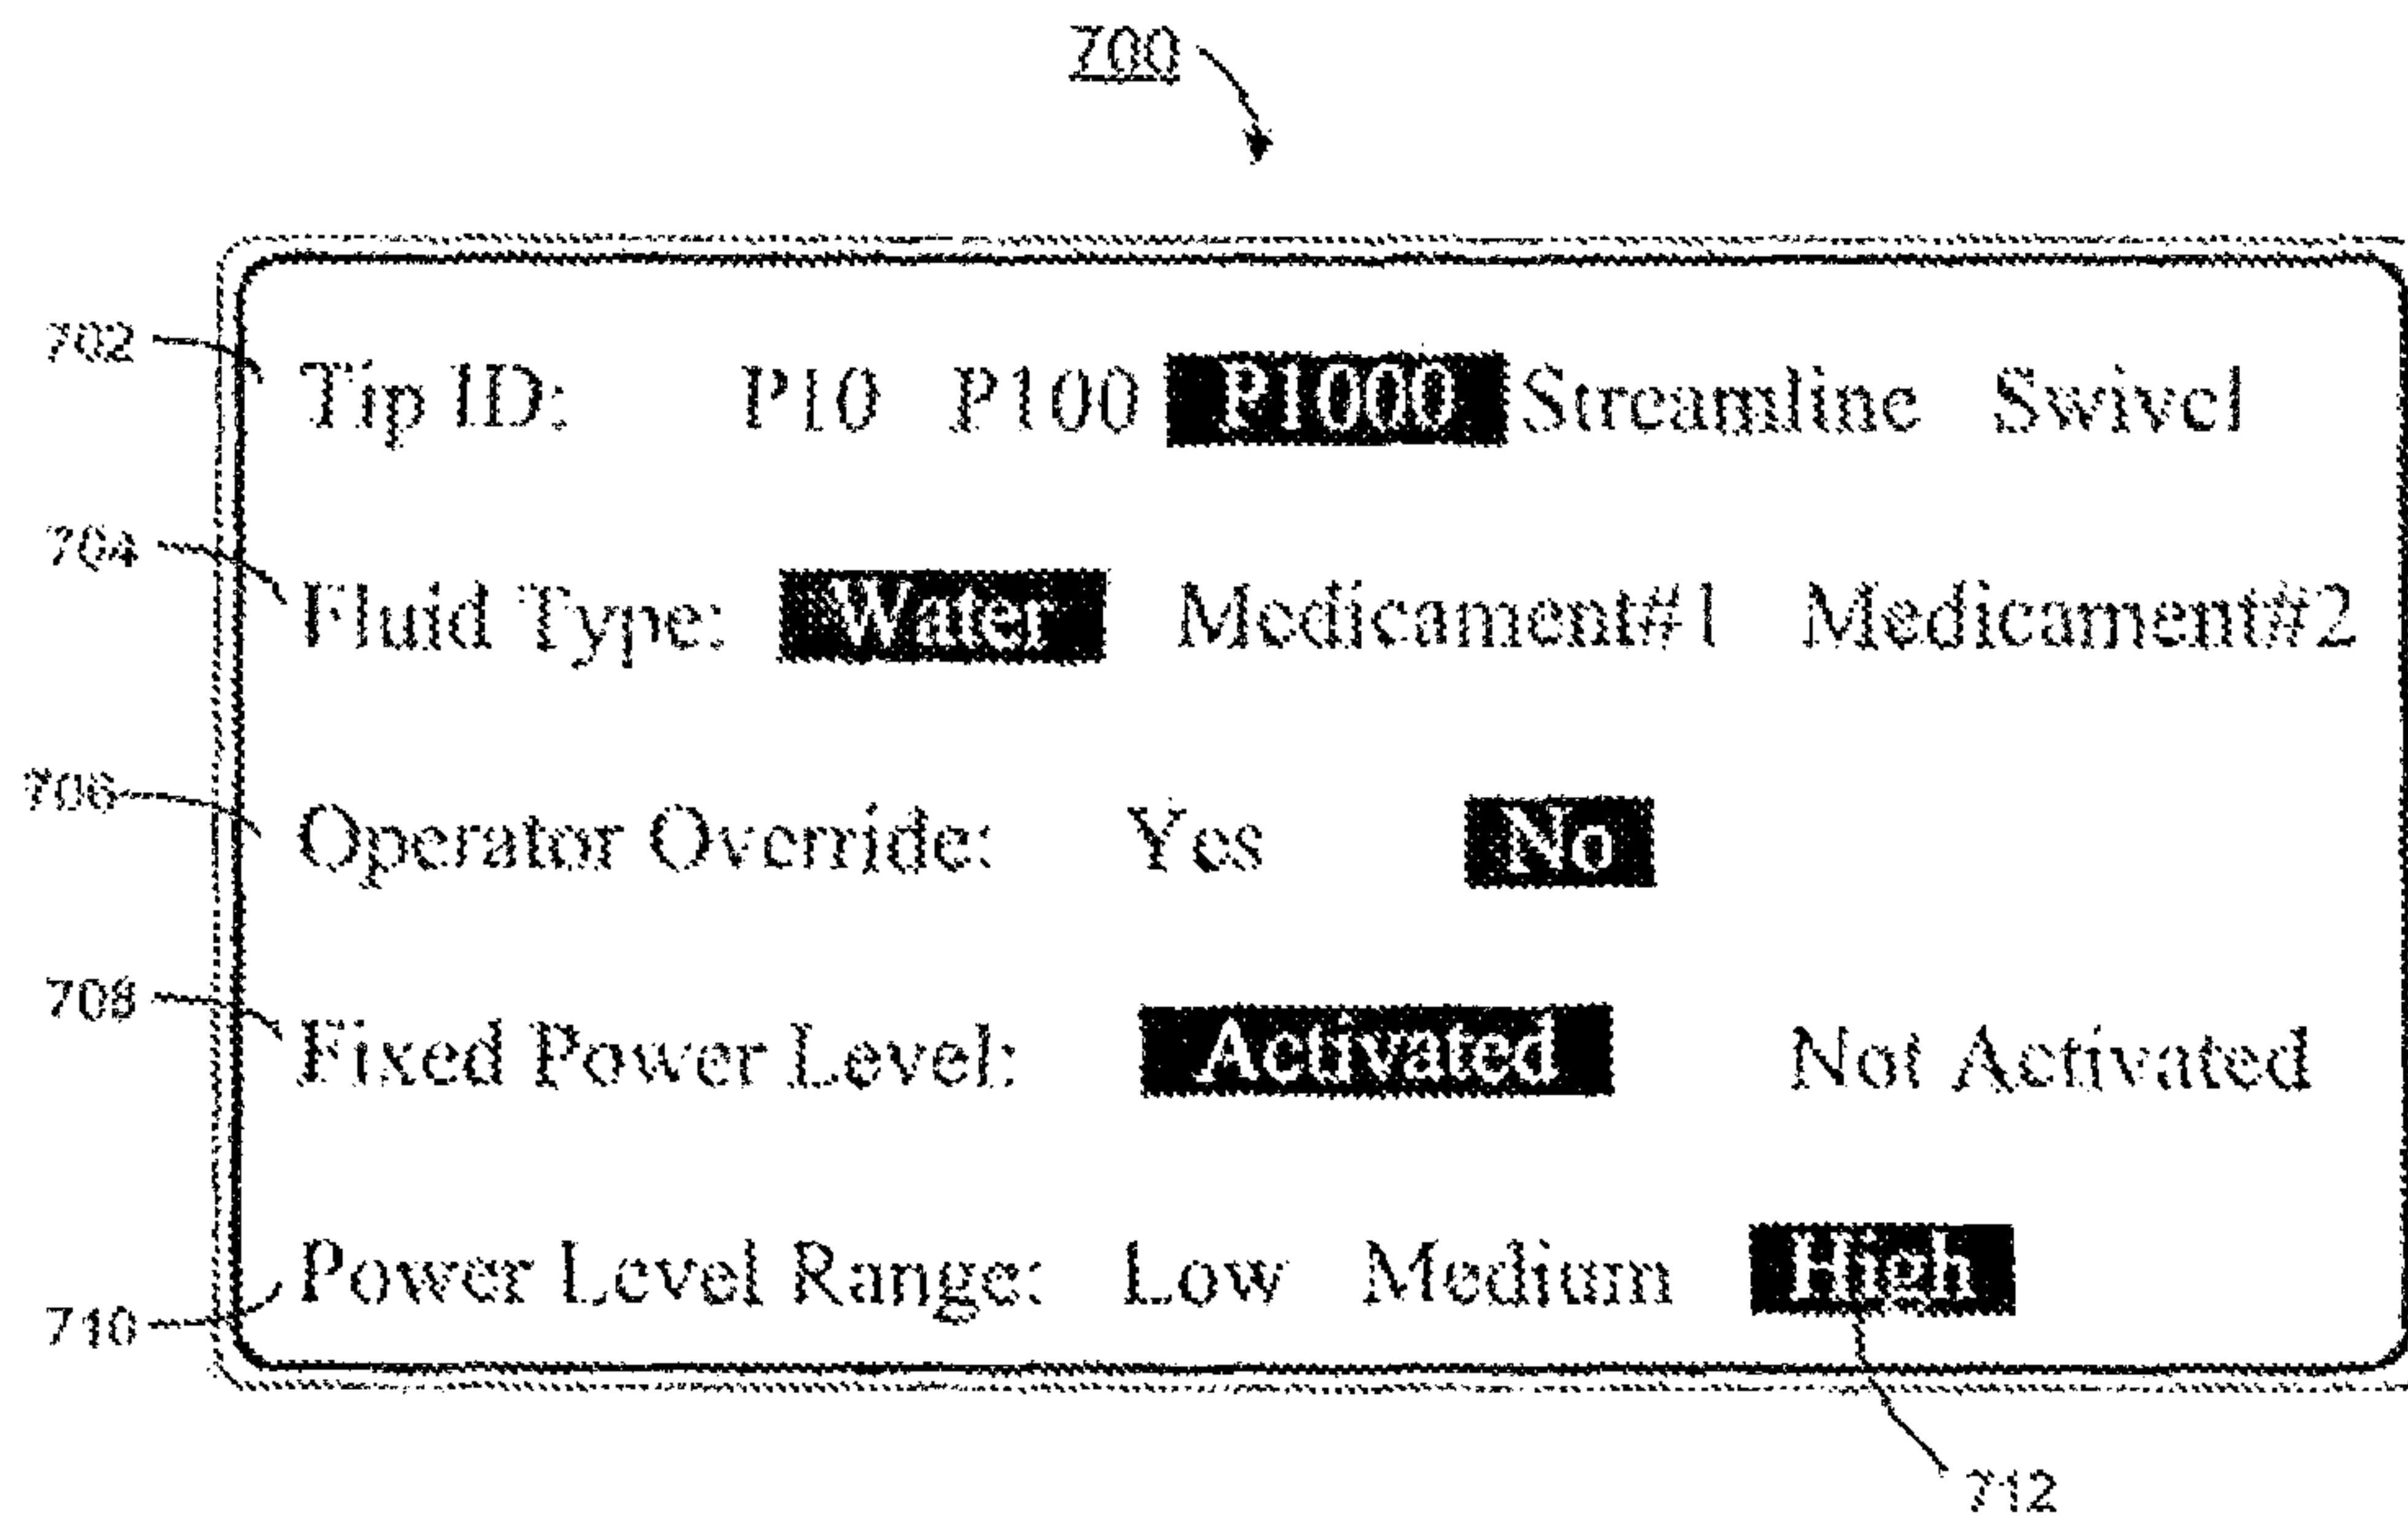 700
702 Tip ID: P10 P100 P1000 Streamline Swivel
704 Fluid Type: Water Medicament#1 Medicament#2
706 Operator Override: Yes No
708 Fixed Power Level: Activated Not Activated
710 Power Level Range: Low Medium High
712